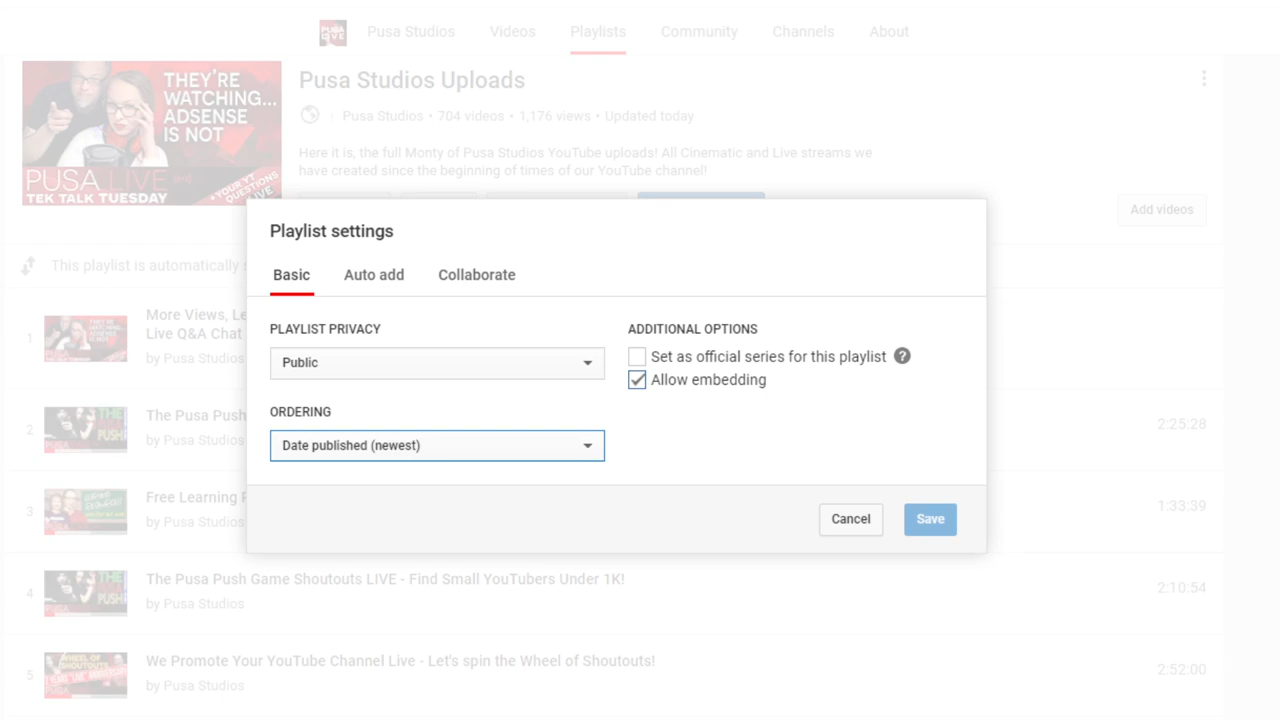 PUSA LIVE
Pusa Studios
Videos
Playlists
Community
Channels
About
THEY'RE
WATCHING...
ADSENSE
IS NOT
PUSA LIVE
TEK TALK TUESDAY
+YOUR YT
QUESTIONS
LIVE
Pusa Studios Uploads
Pusa Studios • 704 videos • 1,176 views • Updated today
Here it is, the full Monty of Pusa Studios YouTube uploads! All Cinematic and Live streams we
have created since the beginning of times of our YouTube channel!
Add videos
This playlist is automatically
Playlist settings
Basic
Auto add
Collaborate
PLAYLIST PRIVACY
Public
ORDERING
Date published (newest)
ADDITIONAL OPTIONS
Set as official series for this playlist ?
Allow embedding
Cancel
Save
1
More Views, Le
Live Q&A Chat
by Pusa Studios
2
The Pusa Push
by Pusa Studios
2:25:28
3
Free Learning
by Pusa Studios
1:33:39
4
The Pusa Push Game Shoutouts LIVE - Find Small YouTubers Under 1K!
by Pusa Studios
2:10:54
5
WHEEL OF
SHOUTOUTS
We Promote Your YouTube Channel Live - Let's spin the Wheel of Shoutouts!
by Pusa Studios
2:52:00